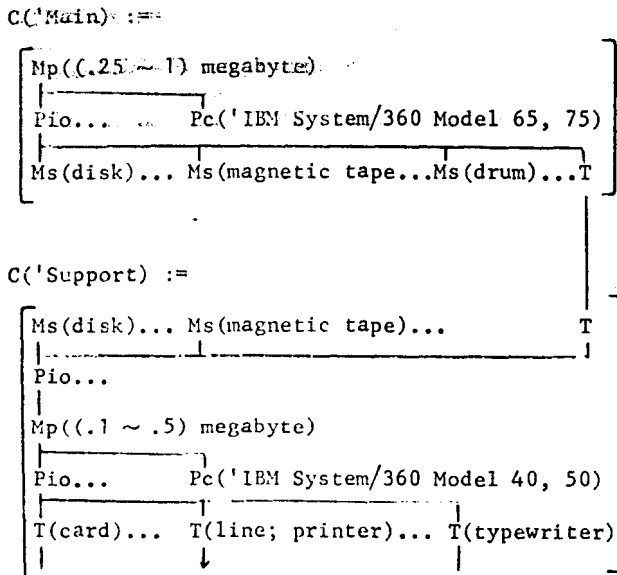 C('Main) :=
Mp((.25 ~ 1) megabyte)
Pio... Pc('IBM System/360 Model 65, 75)
Ms(disk)... Ms(magnetic tape...Ms(drum)...T
C('Support) :=
Ms(disk)... Ms(magnetic tape)... T
Pio...
Mp((.1 ~ .5) megabyte)
Pio... Pc('IBM System/360 Model 40, 50)
T(card)... T(line; printer)... T(typewriter)